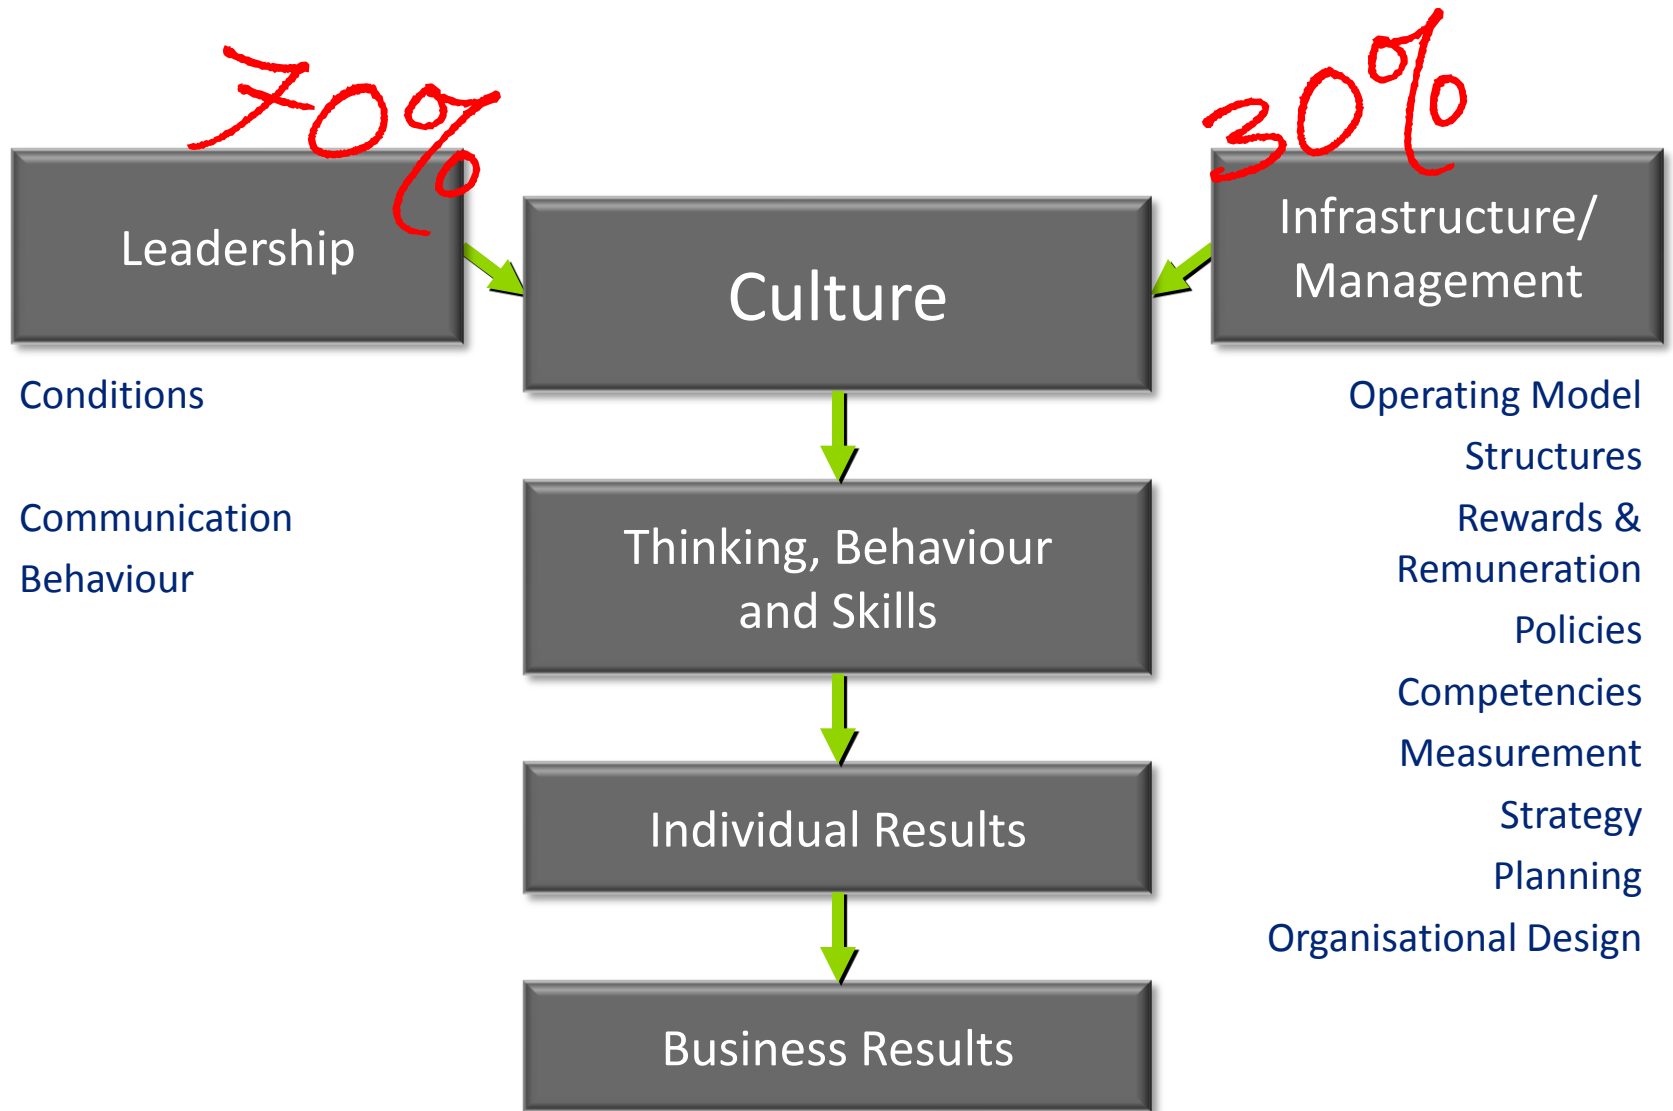 70%
30%
Leadership
Culture
Infrastructure/
Management
Conditions
Communication
Behaviour
Thinking, Behaviour
and Skills
Individual Results
Business Results
Operating Model
Structures
Rewards &
Remuneration
Policies
Competencies
Measurement
Strategy
Planning
Organisational Design